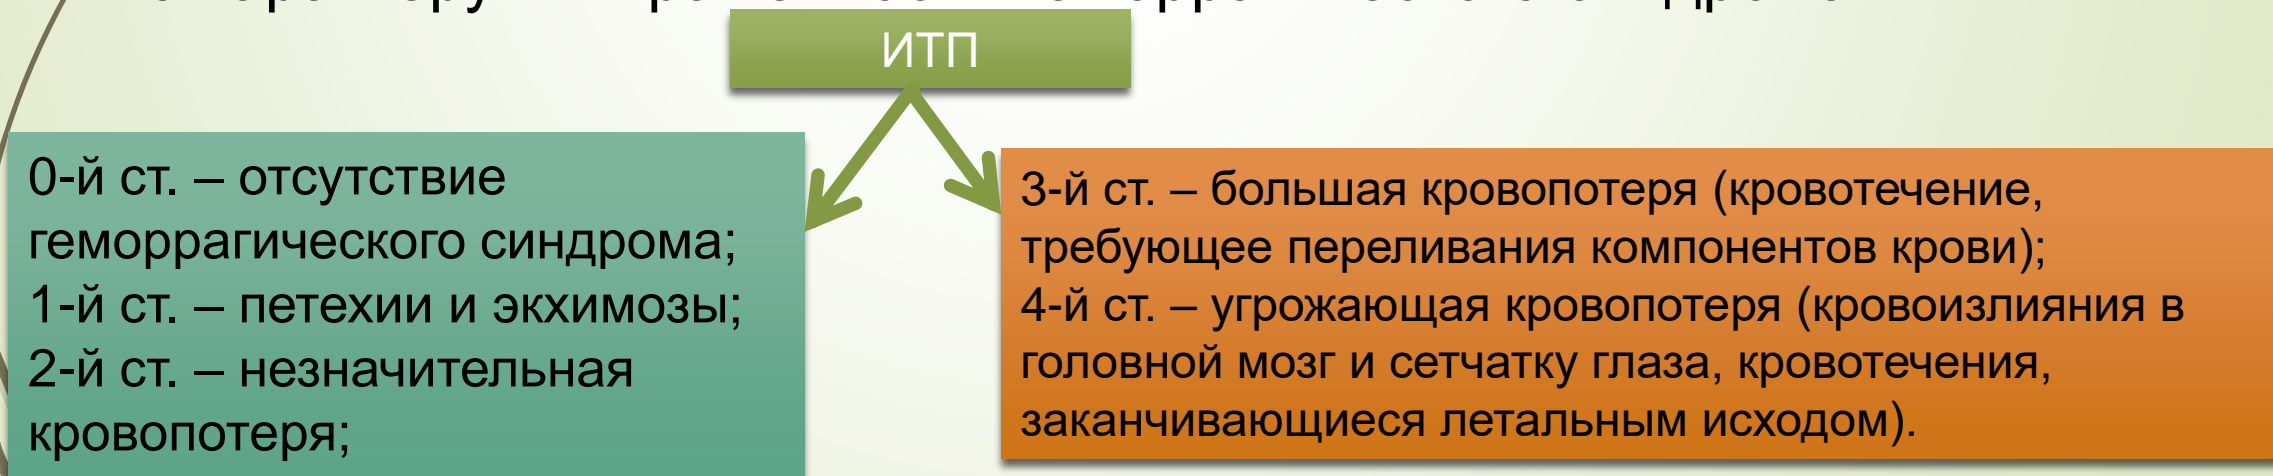 ИТП
0-й ст. – отсутствие
геморрагического синдрома;
1-й ст. – петехии и экхимозы;
2-й ст. – незначительная
кровопотеря;
3-й ст. – большая кровопотеря (кровотечение,
требующее переливания компонентов крови);
4-й ст. – угрожающая кровопотеря (кровоизлияния в
головной мозг и сетчатку глаза, кровотечения,
заканчивающиеся летальным исходом).